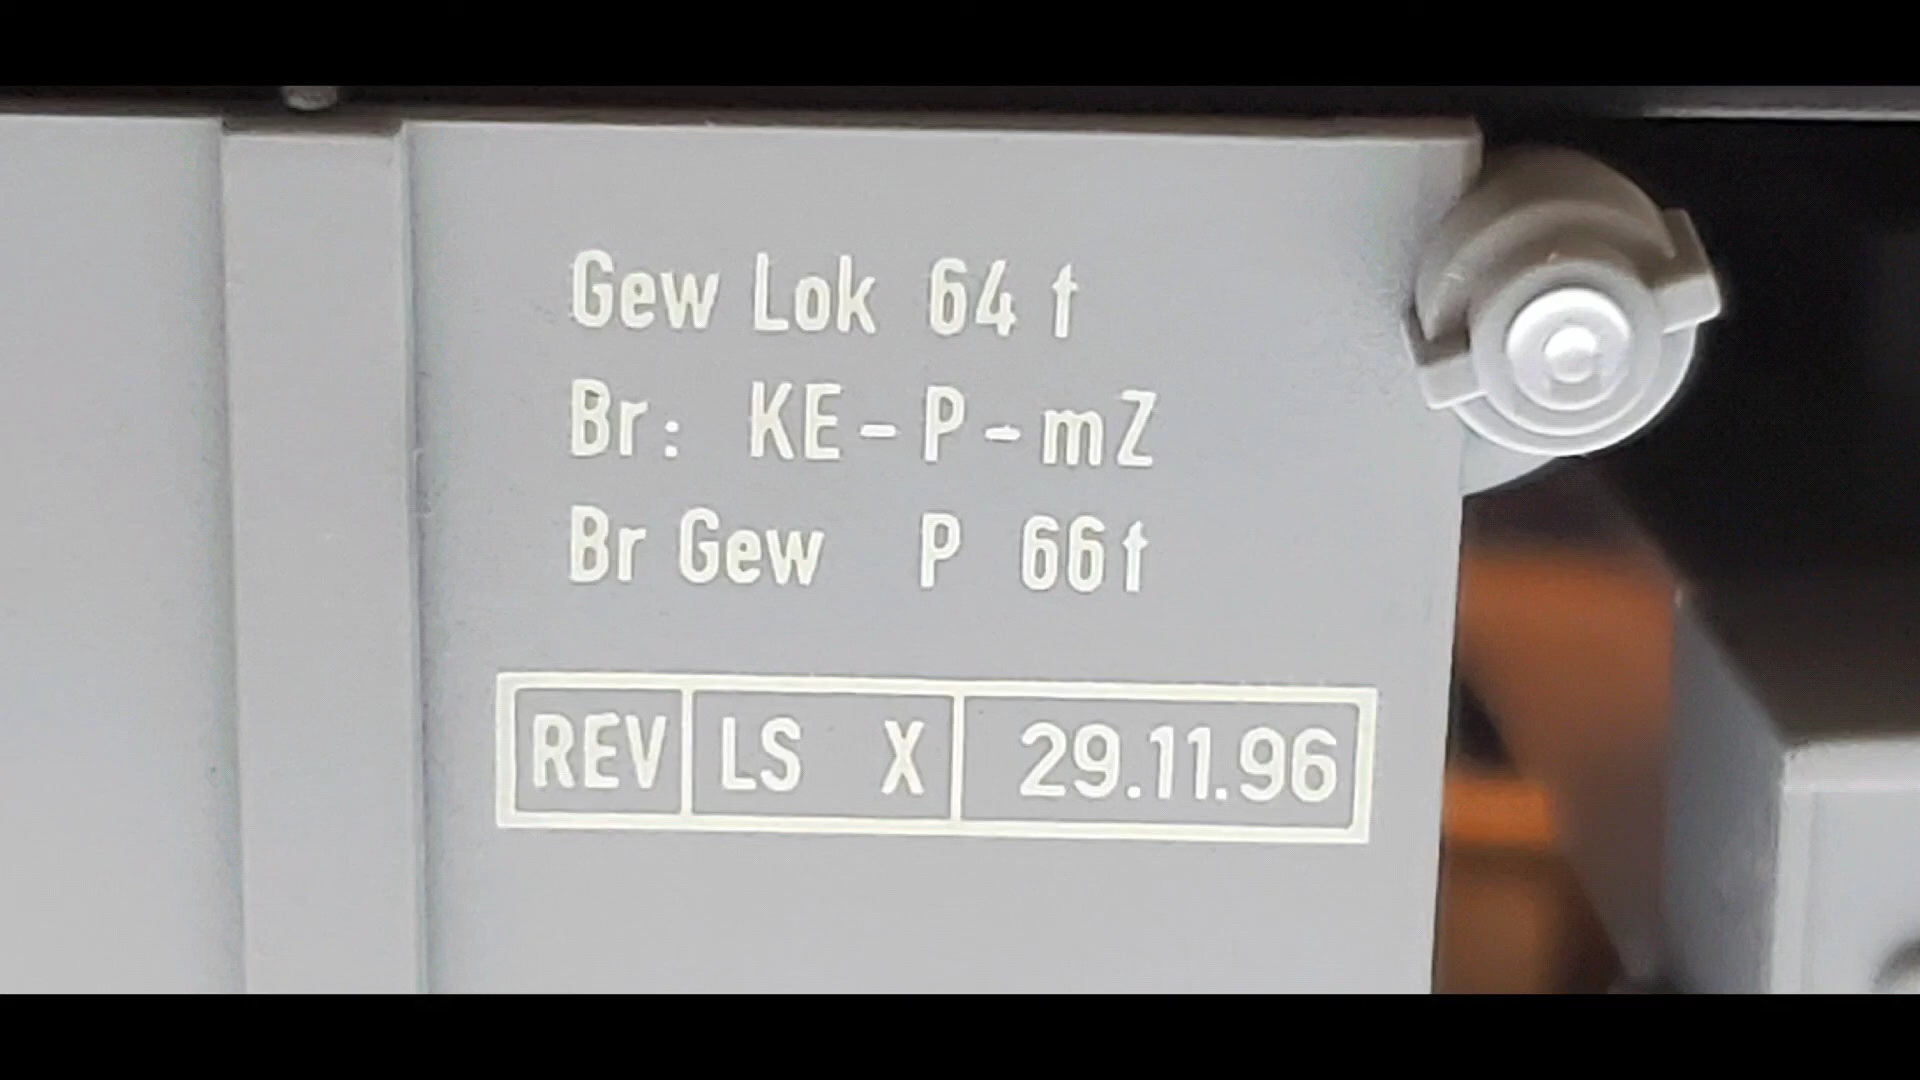 Gew Lok 64 t
Br: KE-P-mZ
Br Gew P 66t
REV LS X 29.11.96